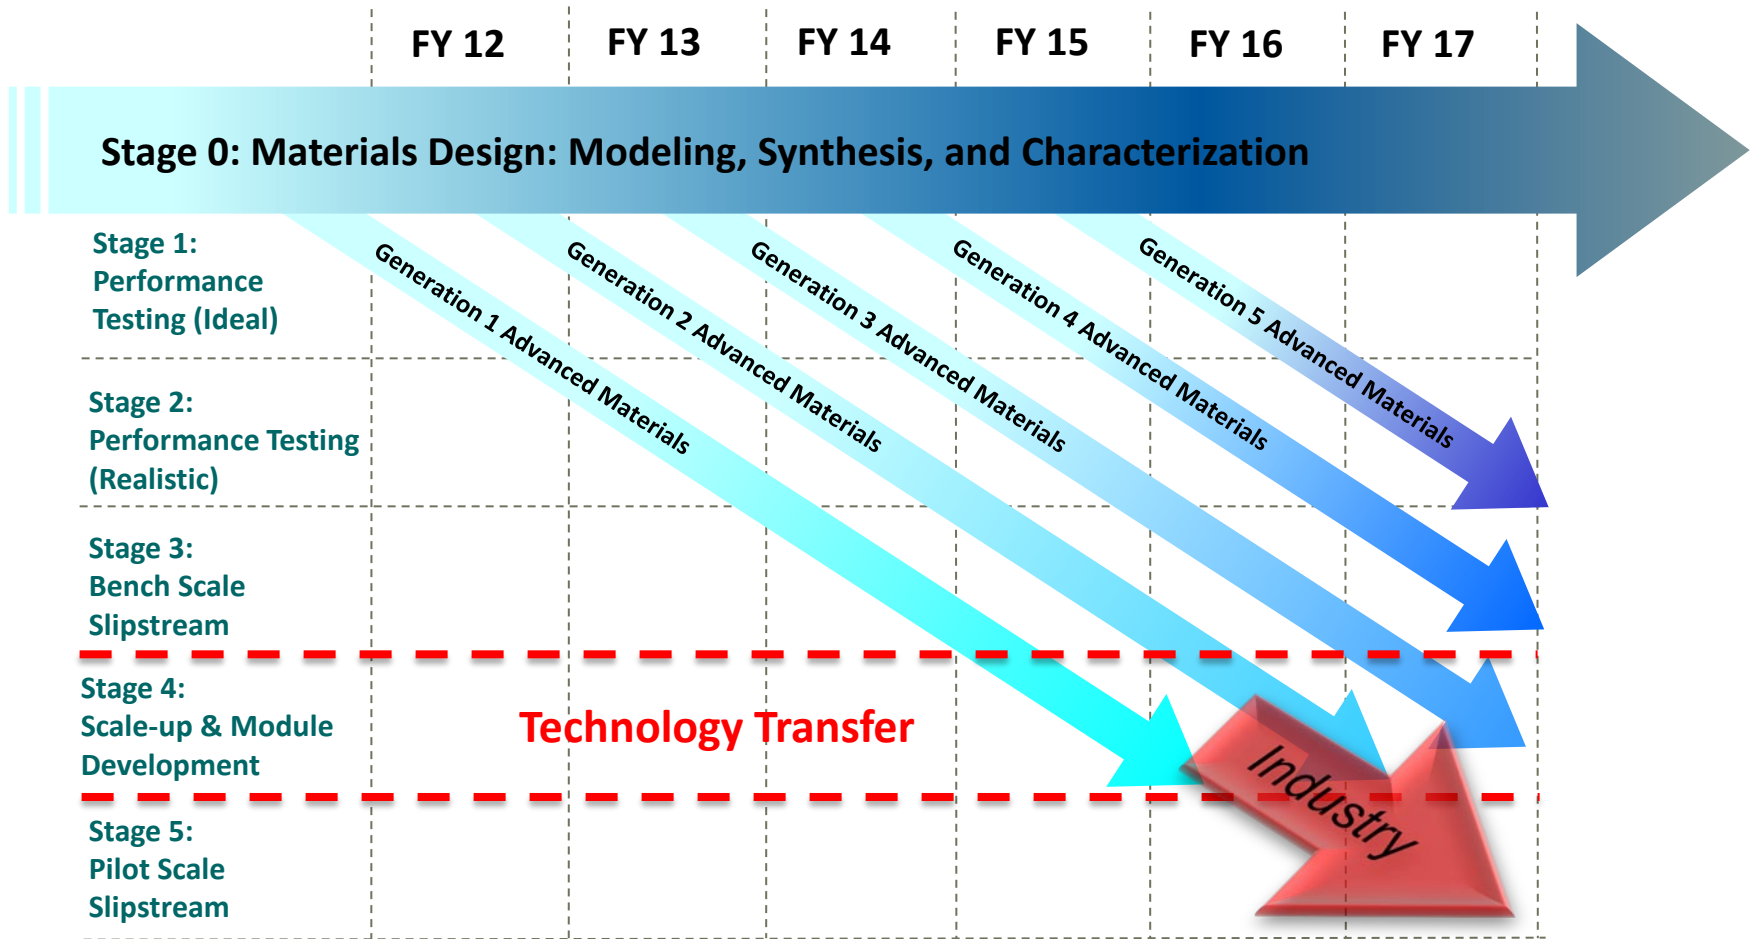 FY 12
FY 13
FY 14
FY 15
FY 16
FY 17
Stage 0: Materials Design: Modeling, Synthesis, and Characterization
Stage 1:
Performance
Testing (Ideal)
Generation 1 Advanced Materials
Generation 2 Advanced Materials
Generation 3 Advanced Materials
Generation 4 Advanced Materials
Generation 5 Advanced Materials
Stage 2:
Performance Testing
(Realistic)
Stage 3:
Bench Scale
Slipstream
Stage 4:
Scale-up & Module
Development
Technology Transfer
Industry
Stage 5:
Pilot Scale
Slipstream